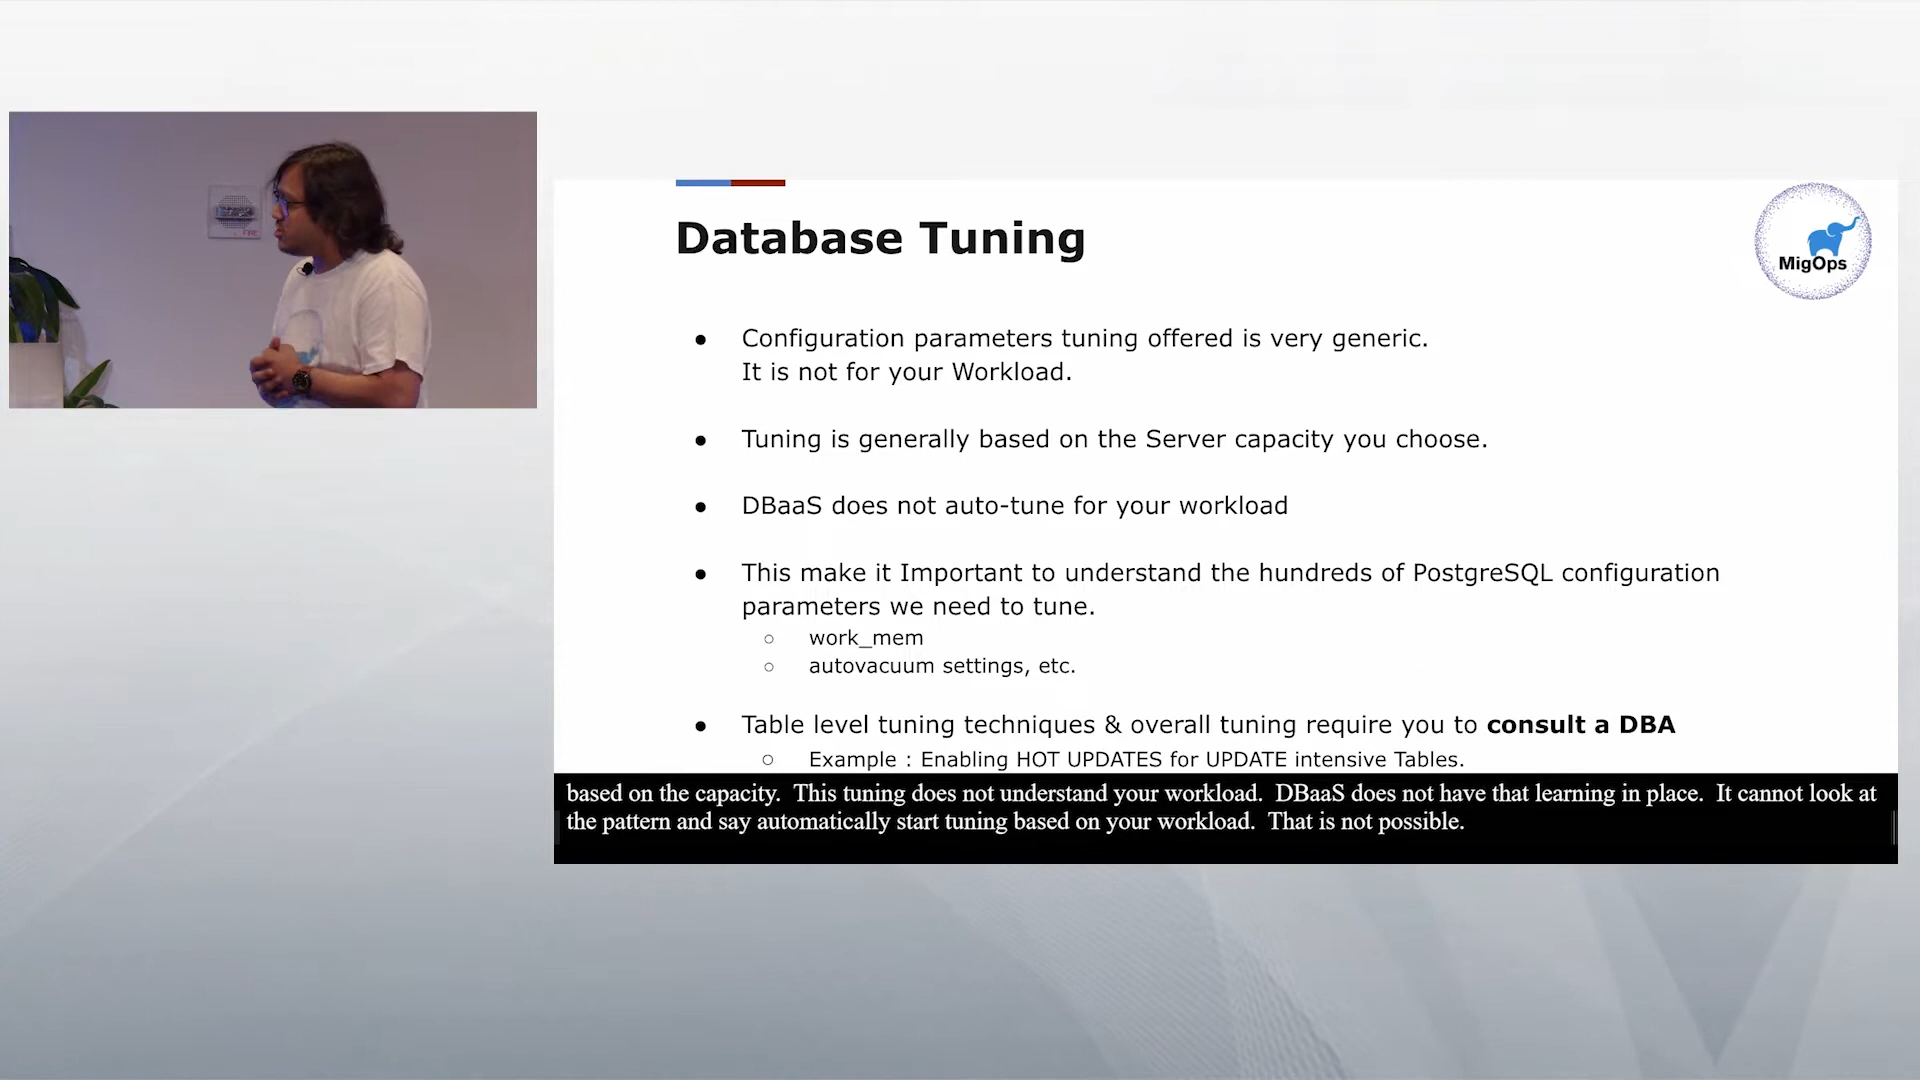 Database Tuning
MigOps
● Configuration parameters tuning offered is very generic.
It is not for your Workload.
● Tuning is generally based on the Server capacity you choose.
● DBaaS does not auto-tune for your workload
● This make it Important to understand the hundreds of PostgreSQL configuration
parameters we need to tune.
○ work_mem
○ autovacuum settings, etc.
● Table level tuning techniques & overall tuning require you to consult a DBA
○ Example : Enabling HOT UPDATES for UPDATE intensive Tables.
based on the capacity.  This tuning does not understand your workload.  DBaaS does not have that learning in place.  It cannot look at
the pattern and say automatically start tuning based on your workload.  That is not possible.
FIRE